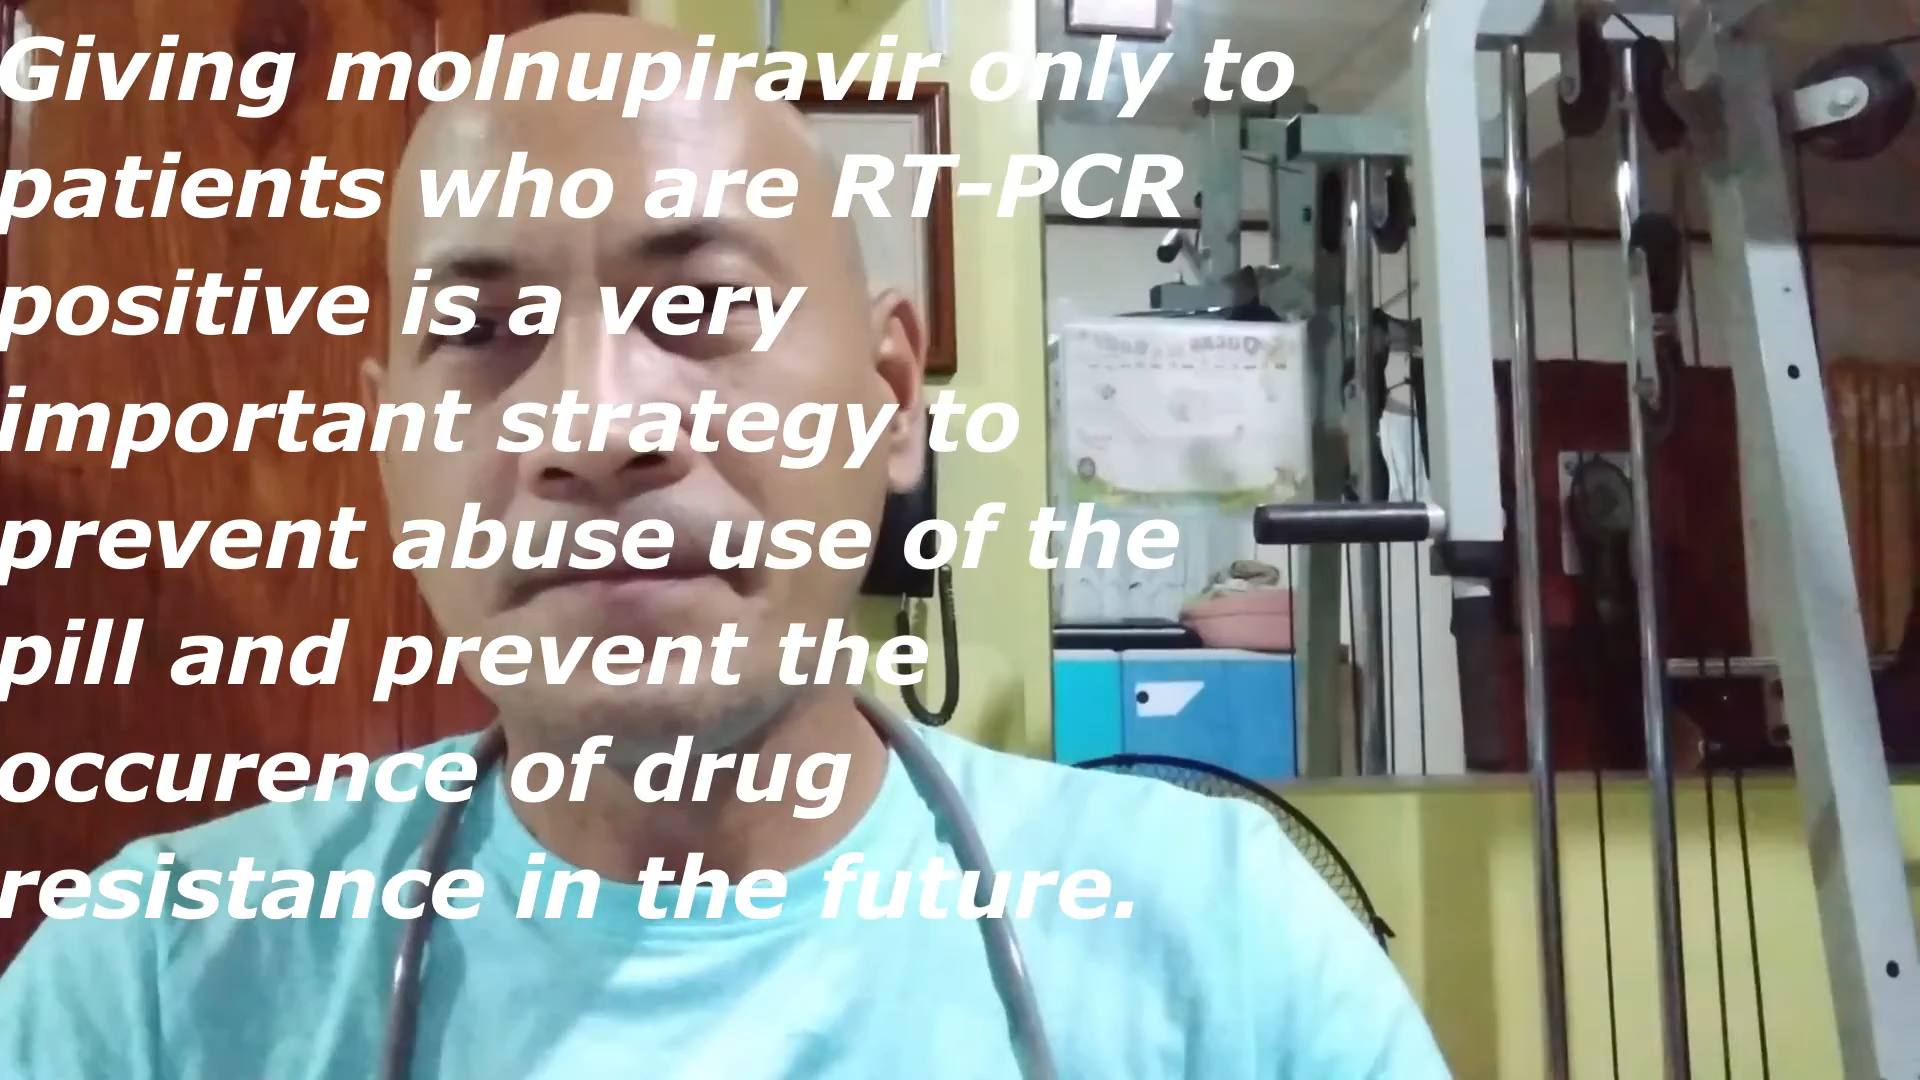 Giving molnupiravir only to
patients who are RT-PCR
positive is a very
important strategy to
prevent abuse use of the
pill and prevent the
occurence of drug
resistance in the future.